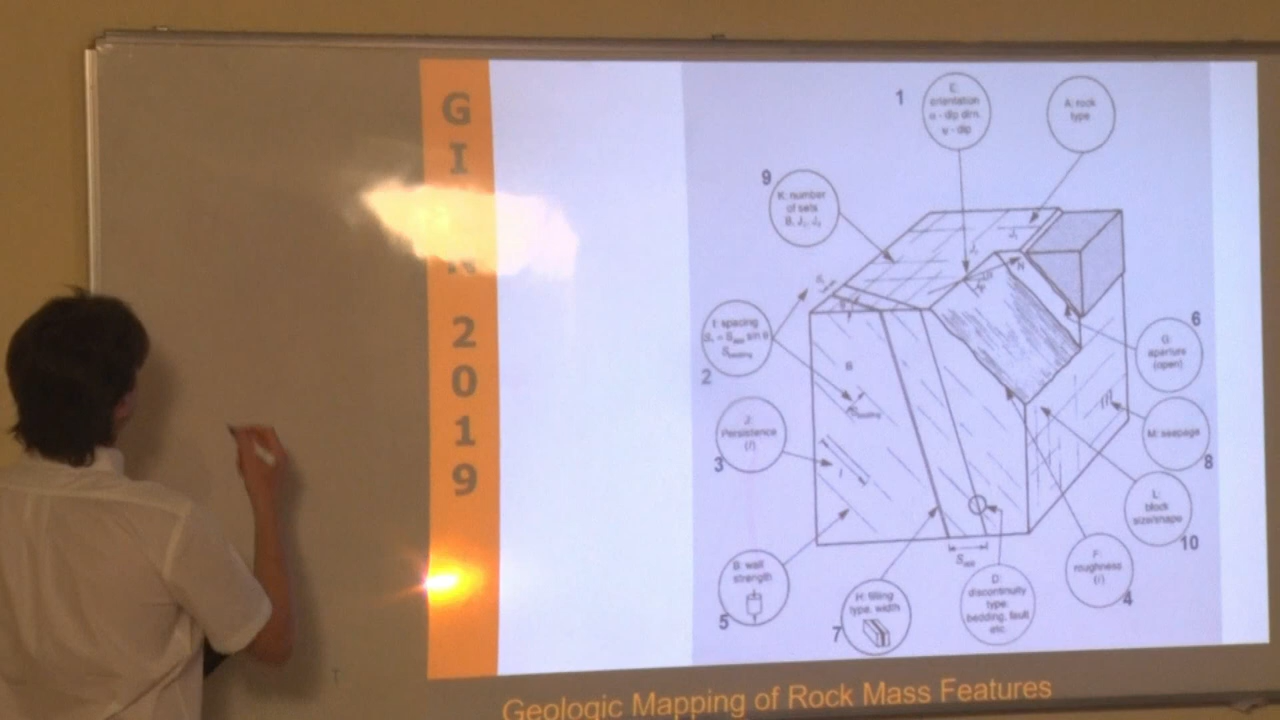 G
I
N
2
0
1
9
1
E:
orientation
α - dip dirn.
ψ - dip
A: rock
type
9
K: number
of sets
B, J₁, J₂
I: spacing
2
6
G:
aperture
(open)
J:
Persistence
(l)
3
B
M: seepage
8
L:
block
size/shape
10
B: wall
strength
5
H: filling
type, width
7
D:
discontinuity
type:
bedding, fault
etc.
F:
roughness
(i)
4
Geologic Mapping of Rock Mass Features